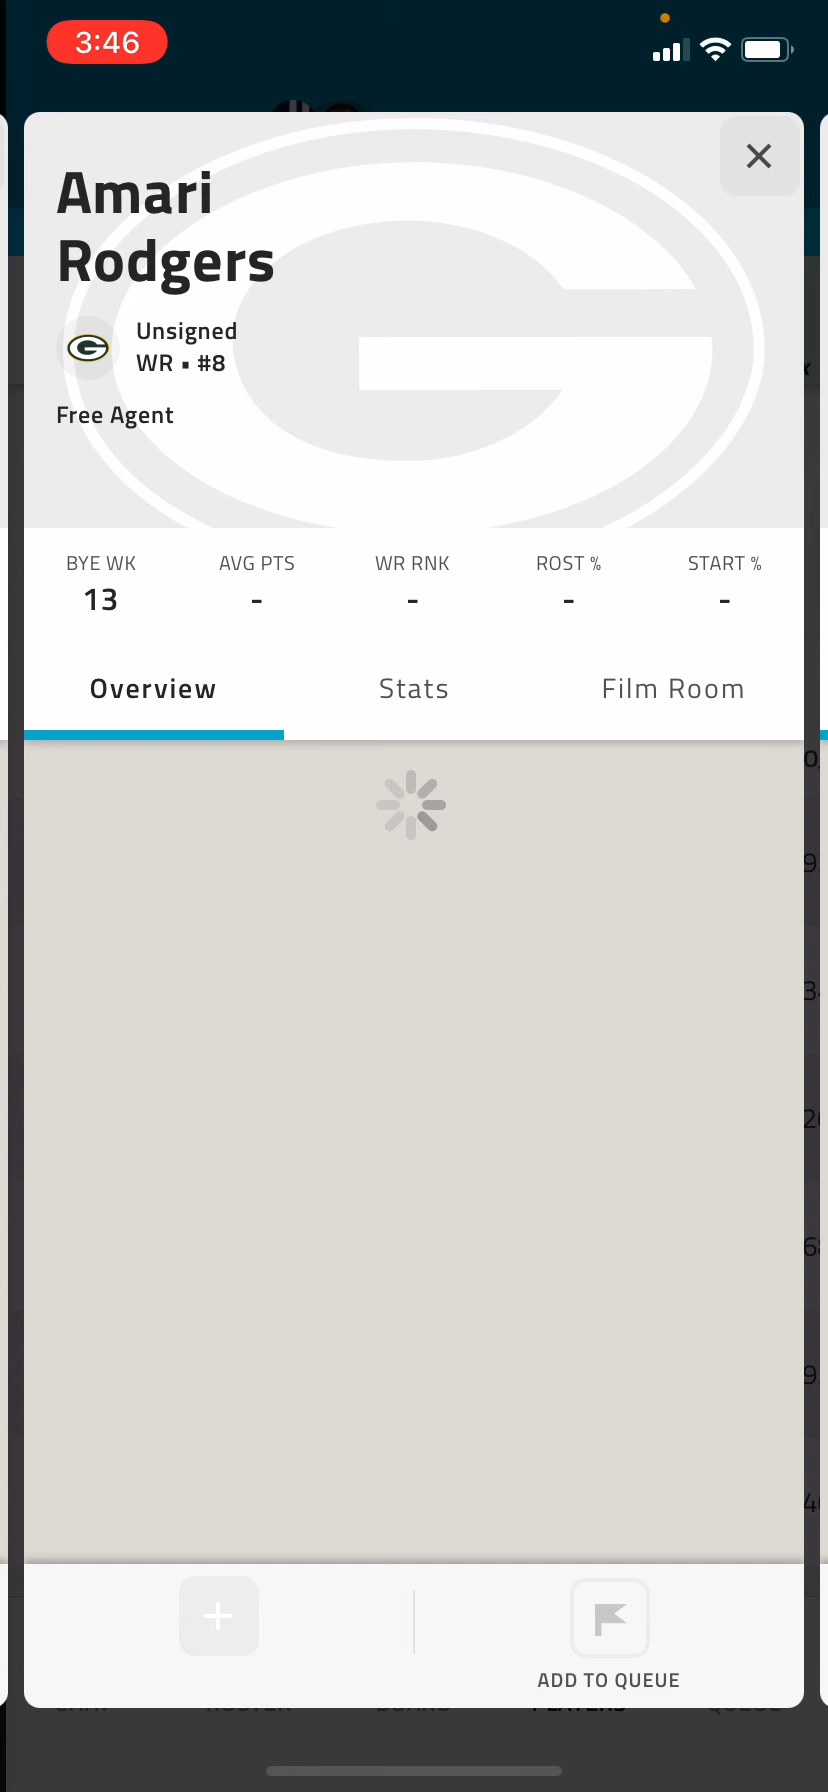 3:46
Amari
Rodgers
Unsigned
WR ▪ #8
Free Agent
BYE WK AVG PTS WR RNK ROST % START %
13 - - - -
Overview Stats Film Room
ADD TO QUEUE